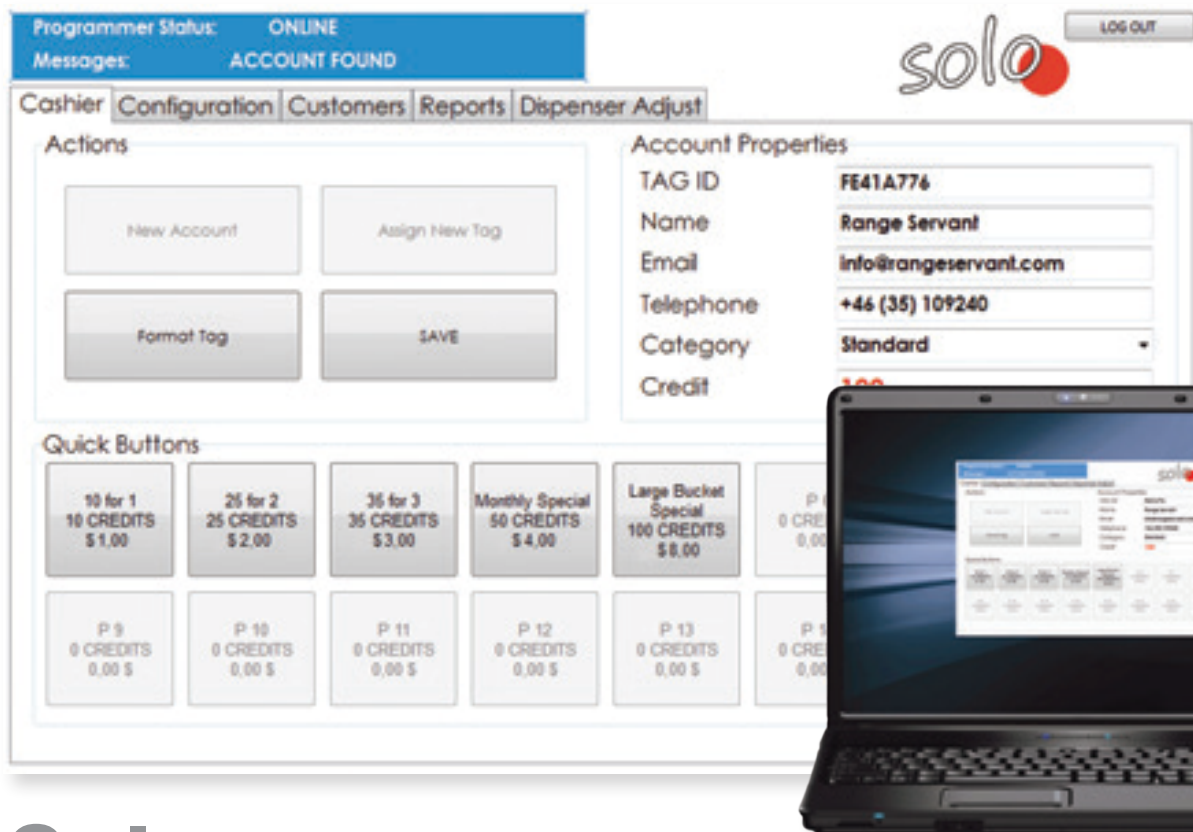 Programmer Status: ONLINE
Messages: ACCOUNT FOUND
solo
LOG OUT
Cashier Configuration Customers Reports Dispenser Adjust
Actions
New Account
Assign New Tag
Format Tag
SAVE
Account Properties
TAG ID FE41A776
Name Range Servant
Email info@rangeservant.com
Telephone +46 (35) 109240
Category Standard
Credit
Quick Buttons
10 for 1
10 CREDITS
$ 1,00
25 for 2
25 CREDITS
$ 2,00
35 for 3
35 CREDITS
$ 3,00
Monthly Special
50 CREDITS
$ 4,00
Large Bucket
Special
100 CREDITS
$ 8,00
P 9
0 CREDITS
0,00 $
P 10
0 CREDITS
0,00 $
P 11
0 CREDITS
0,00 $
P 12
0 CREDITS
0,00 $
P 13
0 CREDITS
0,00 $
solo